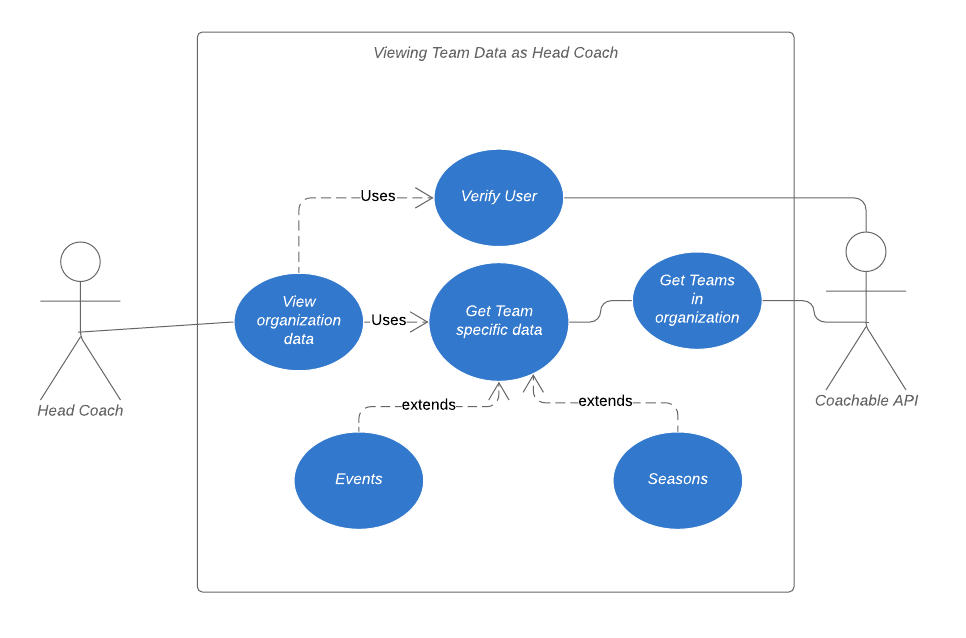 Viewing Team Data as Head Coach
Uses
Verify User
View
organization
data
Uses
Get Team
specific data
Get Teams
in
organization
Head Coach
Coachable API
extends
extends
Events
Seasons